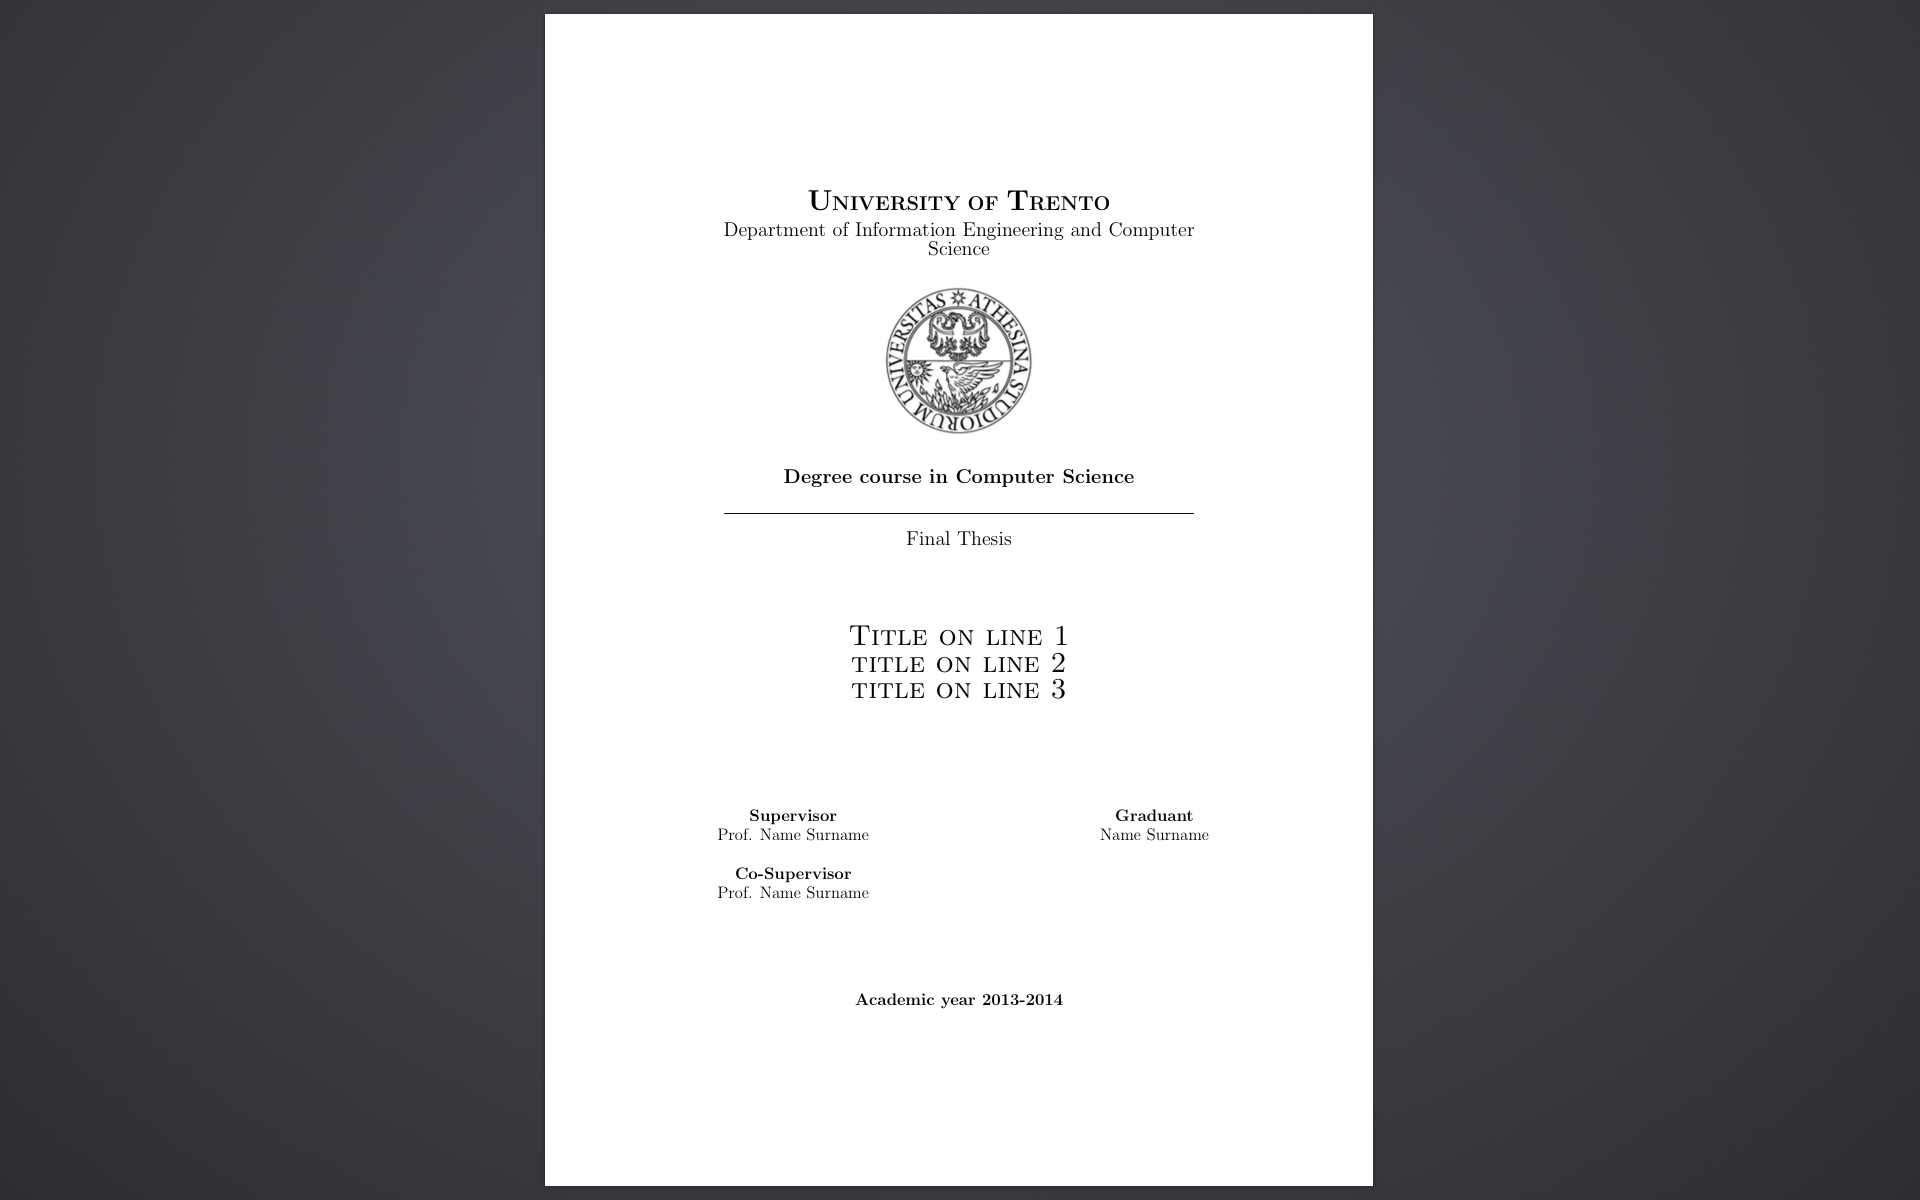 University of Trento
Department of Information Engineering and Computer
Science
UNIVERSITAS ATHESINA STUDIORUM
Degree course in Computer Science
Final Thesis
Title on line 1
title on line 2
title on line 3
Supervisor
Prof. Name Surname
Graduant
Name Surname
Co-Supervisor
Prof. Name Surname
Academic year 2013-2014